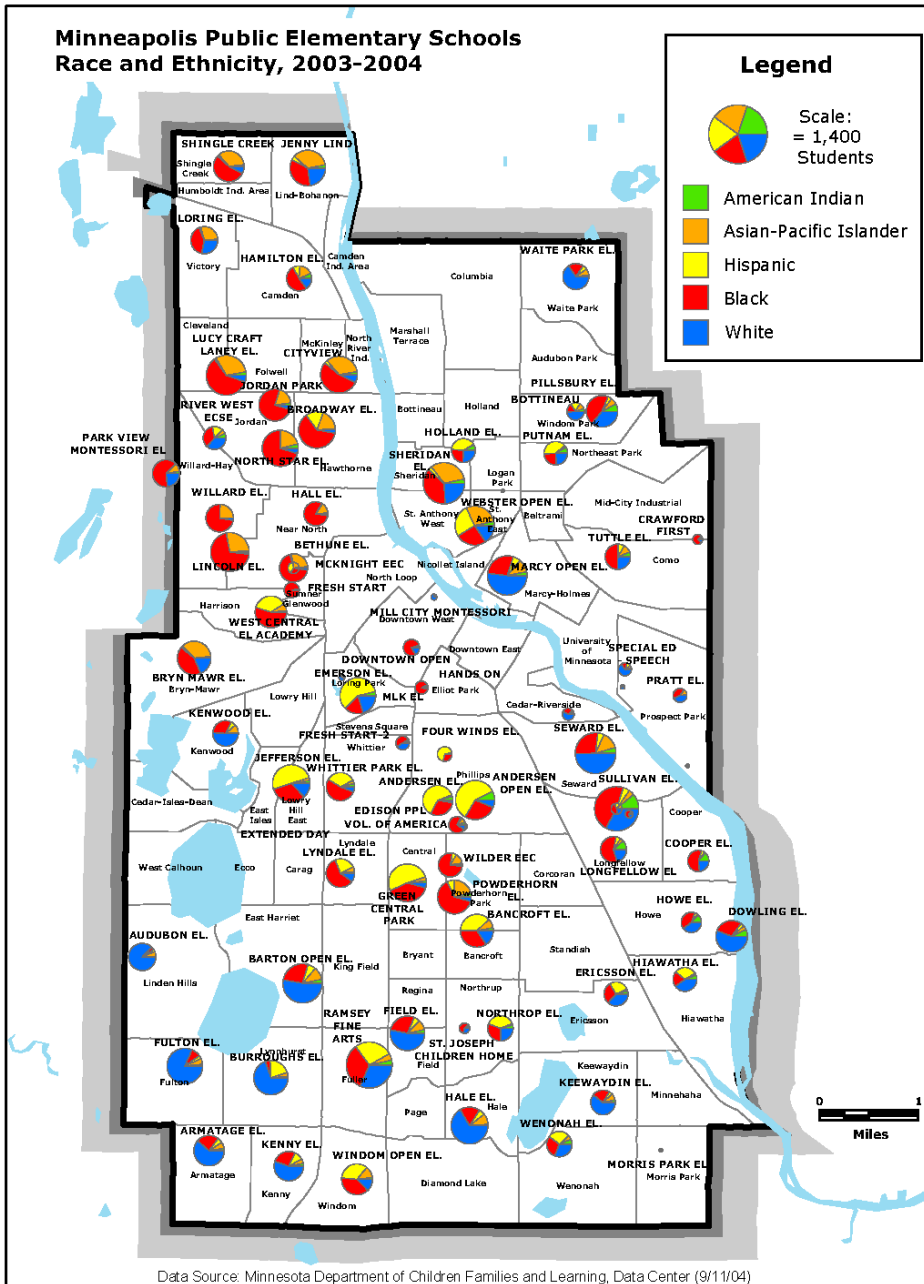 Minneapolis Public Elementary Schools
Race and Ethnicity, 2003-2004
Legend
Scale:
= 1,400
Students
American Indian
Asian-Pacific Islander
Hispanic
Black
White
SHINGLE CREEK
JENNY LIND
Shingle
Creek
Humboldt Ind. Area
Lind-Bohanon
LORING EL.
Victory
HAMILTON EL.
Camden
Camden
Ind. Area
Columbia
WAITE PARK EL.
Waite Park
Cleveland
LUCY CRAFT
LANEY EL.
Folwell
McKinley
CITYVIEW
North
River
Ind.
Marshall
Terrace
Audubon Park
PILLSBURY EL.
BOTTINEAU
Windom Park
JORDAN PARK
RIVER WEST
ECSE
Jordan
BROADWAY EL.
Bottineau
Holland
HOLLAND EL.
PUTNAM EL.
Northeast Park
PARK VIEW
MONTESSORI EL
Willard-Hay
NORTH STAR EL.
Hawthorne
SHERIDAN
EL.
Sheridan
Logan
Park
WILLARD EL.
HALL EL.
Near North
WEBSTER OPEN EL.
St. Anthony
West
St.
Anthony
East
Beltrami
Mid-City Industrial
CRAWFORD
FIRST
TUTTLE EL.
Como
BETHUNE EL.
LINCOLN EL.
MCKNIGHT EEC
North Loop
Nicollet Island
MARCY OPEN EL.
Marcy-Holmes
FRESH START
Sumner
Glenwood
Harrison
WEST CENTRAL
EL ACADEMY
MILL CITY MONTESSORI
Downtown West
Downtown East
University
of
Minnesota
SPECIAL ED
SPEECH
BRYN MAWR EL.
Bryn-Mawr
DOWNTOWN OPEN
EMERSON EL.
Loring Park
HANDS ON
MLK EL
Elliot Park
PRATT EL.
Prospect Park
Lowry Hill
Cedar-Riverside
KENWOOD EL.
Kenwood
Stevens Square
FRESH START-2
Whittier
FOUR WINDS EL.
SEWARD EL.
Seward
JEFFERSON EL.
WHITTIER PARK EL.
Phillips
ANDERSEN EL.
ANDERSEN
OPEN EL.
SULLIVAN EL.
Cedar-Isles-Dean
East
Isles
Lowry
Hill
East
EDISON PPL
VOL. OF AMERICA
Cooper
EXTENDED DAY
Lyndale
LYNDALE EL.
West Calhoun
Ecco
Carag
Central
WILDER EEC
Corcoran
Longfellow
LONGFELLOW EL
COOPER EL.
GREEN
CENTRAL
PARK
POWDERHORN
EL.
Powderhorn
Park
East Harriet
BANCROFT EL.
Bancroft
Howe
HOWE EL.
DOWLING EL.
AUDUBON EL.
Linden Hills
BARTON OPEN EL.
King Field
Bryant
Standish
HIAWATHA EL.
Hiawatha
ERICSSON EL.
Ericsson
Regina
Northrup
RAMSEY
FINE
ARTS
FIELD EL.
NORTHROP EL.
ST. JOSEPH
CHILDREN HOME
Field
FULTON EL.
Fulton
Lynnhurst
BURROUGHS EL.
Fuller
Keewaydin
KEEWAYDIN EL.
Minnehaha
Page
HALE EL.
Hale
WENONAH EL.
Wenonah
ARMATAGE EL.
Armatage
KENNY EL.
Kenny
WINDOM OPEN EL.
Windom
Diamond Lake
MORRIS PARK EL
Morris Park
0 1
Miles
Data Source: Minnesota Department of Children Families and Learning, Data Center (9/11/04)